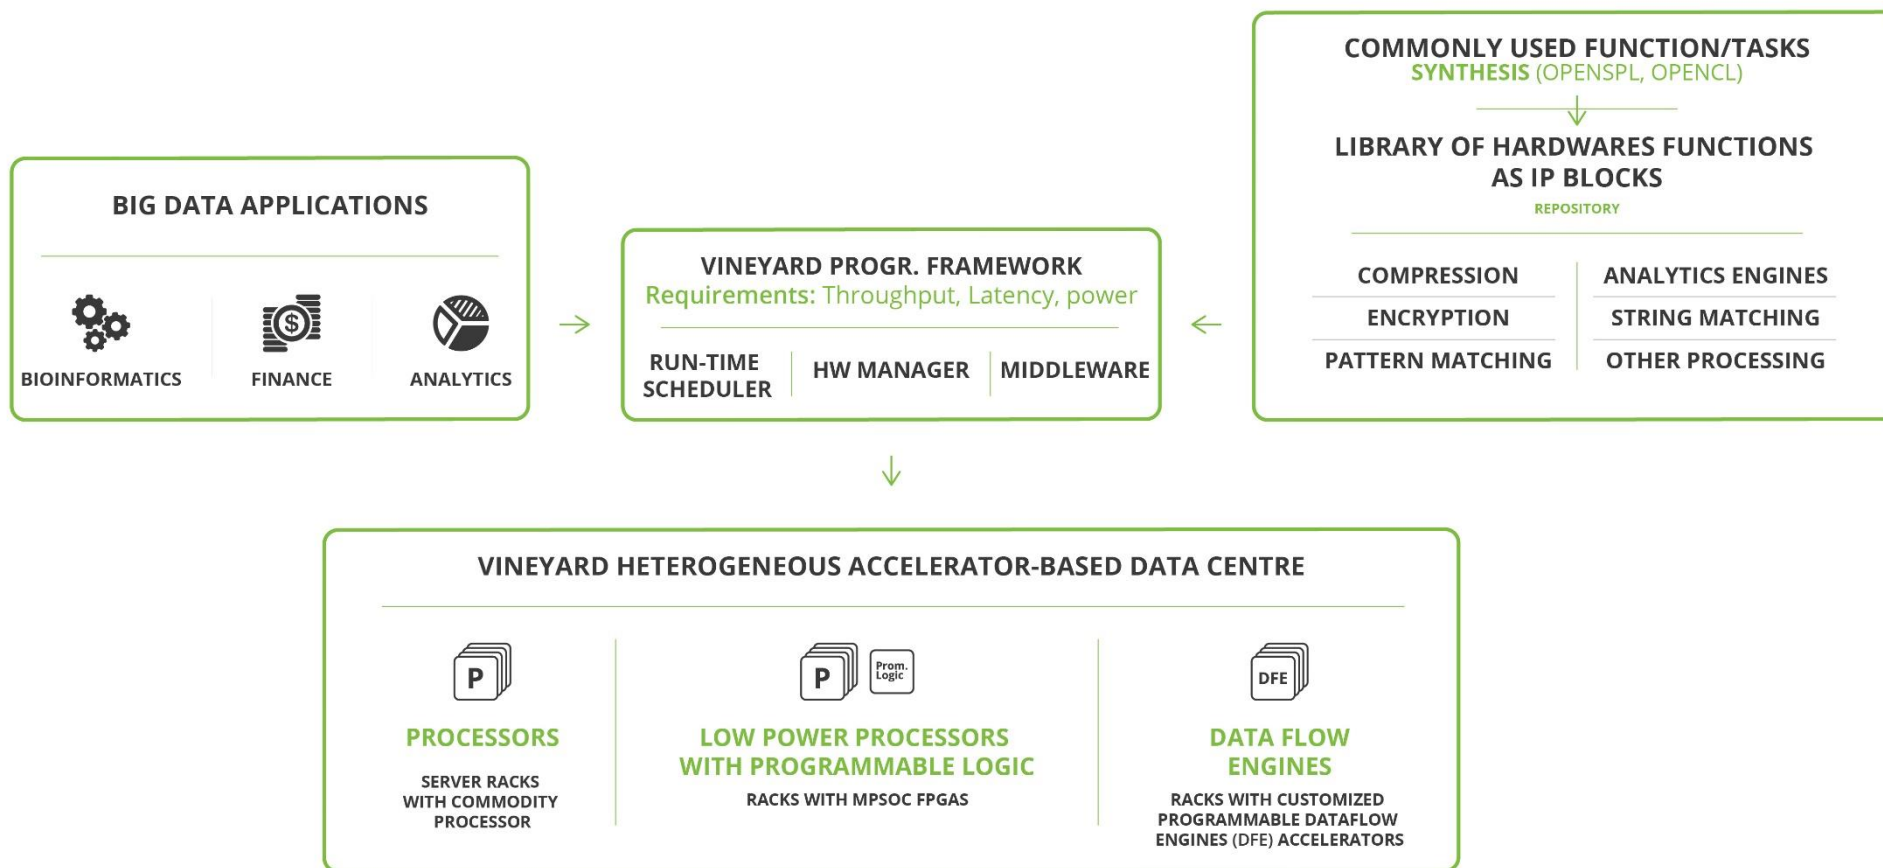 BIG DATA APPLICATIONS
BIOINFORMATICS
FINANCE
ANALYTICS
VINEYARD PROGR. FRAMEWORK
Requirements: Throughput, Latency, power
RUN-TIME
SCHEDULER
HW MANAGER
MIDDLEWARE
COMMONLY USED FUNCTION/TASKS
SYNTHESIS (OPENSPL, OPENCL)
LIBRARY OF HARDWARES FUNCTIONS
AS IP BLOCKS
REPOSITORY
COMPRESSION
ANALYTICS ENGINES
ENCRYPTION
STRING MATCHING
PATTERN MATCHING
OTHER PROCESSING
VINEYARD HETEROGENEOUS ACCELERATOR-BASED DATA CENTRE
P
PROCESSORS
SERVER RACKS
WITH COMMODITY
PROCESSOR
P
Prom.
Logic
LOW POWER PROCESSORS
WITH PROGRAMMABLE LOGIC
RACKS WITH MPSOC FPGAS
DFE
DATA FLOW
ENGINES
RACKS WITH CUSTOMIZED
PROGRAMMABLE DATAFLOW
ENGINES (DFE) ACCELERATORS